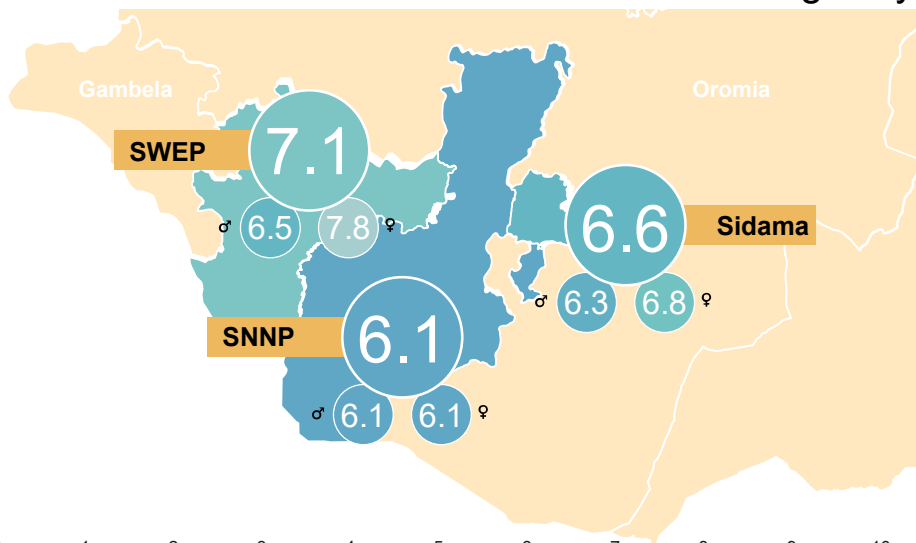 Gambela
Oromia
SWEP
7.1
♂ 6.5 7.8 ♀
6.6
Sidama
♂ 6.3 6.8 ♀
SNNP
6.1
♂ 6.1 6.1 ♀